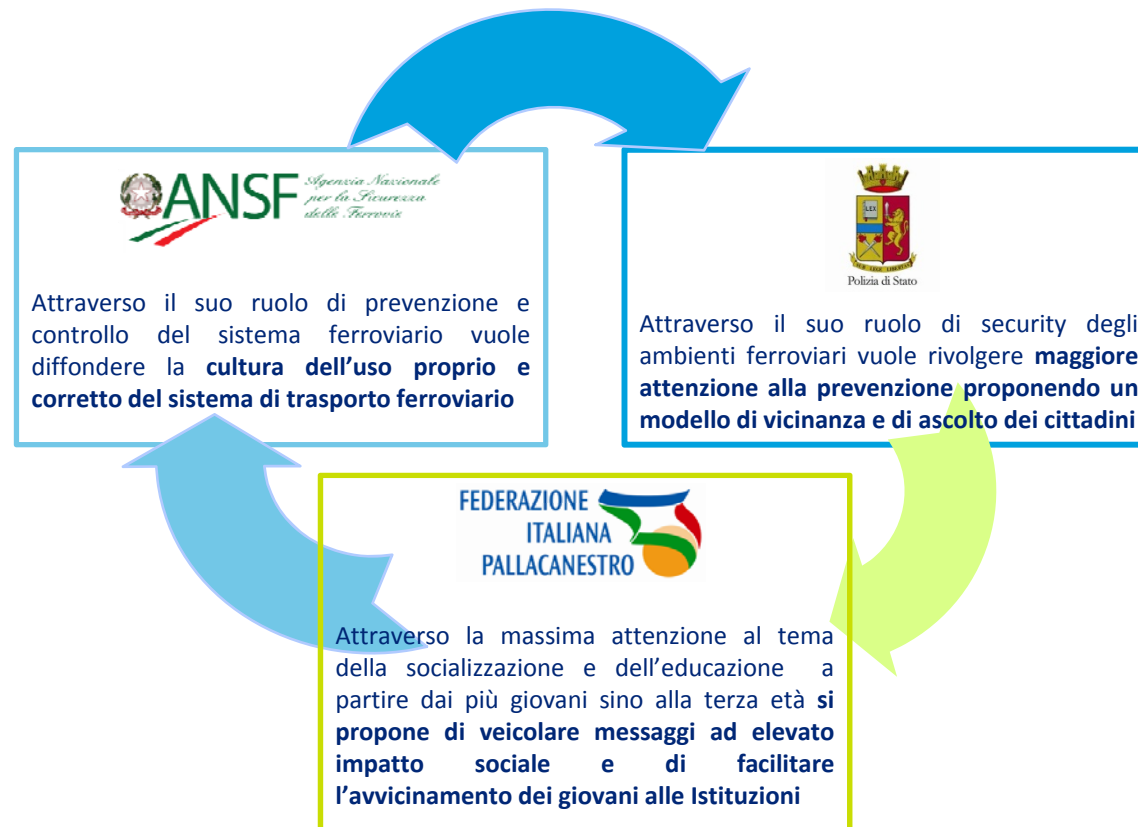 ANSF
Agenzia Nazionale
per la Sicurezza
delle Ferrovie
Attraverso il suo ruolo di prevenzione e
controllo del sistema ferroviario vuole
diffondere la cultura dell'uso proprio e
corretto del sistema di trasporto ferroviario
LEX
SUB LEGE LIBERTAS
Polizia di Stato
Attraverso il suo ruolo di security degli
ambienti ferroviari vuole rivolgere maggiore
attenzione alla prevenzione proponendo un
modello di vicinanza e di ascolto dei cittadini
FEDERAZIONE
ITALIANA
PALLACANESTRO
Attraverso la massima attenzione al tema
della socializzazione e dell'educazione a
partire dai più giovani sino alla terza età si
propone di veicolare messaggi ad elevato
impatto sociale e di facilitare
l'avvicinamento dei giovani alle Istituzioni